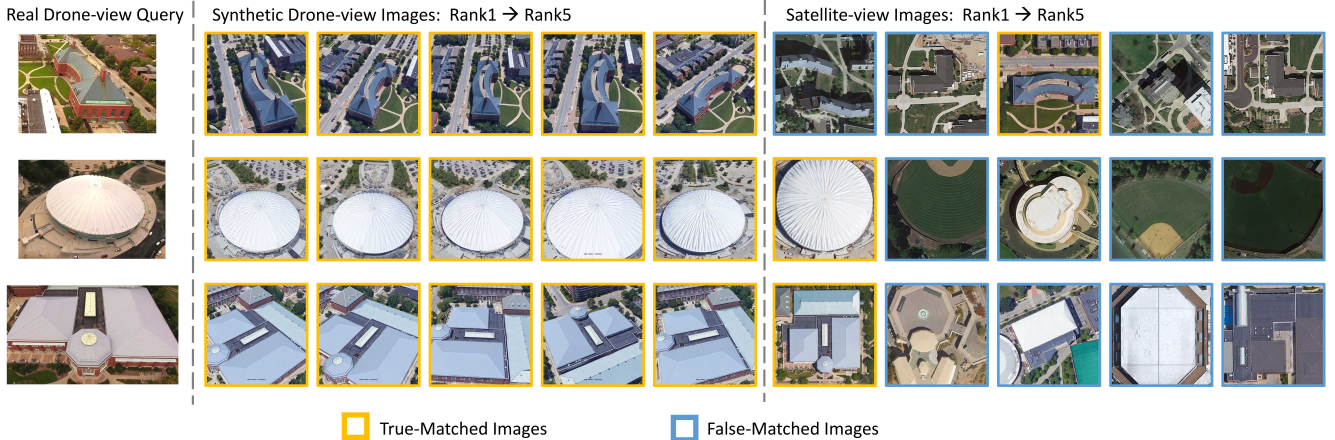 Real Drone-view Query
Synthetic Drone-view Images: Rank1 → Rank5
Satellite-view Images: Rank1 → Rank5
True-Matched Images
False-Matched Images